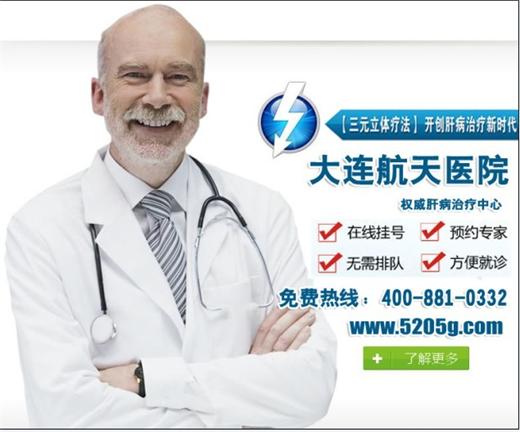 【三元立体疗法】开创肝病治疗新时代
大连航天医院
权威肝病治疗中心
在线挂号 预约专家
无需排队 方便就诊
免费热线：400-881-0332
www.5205g.com
+ 了解更多